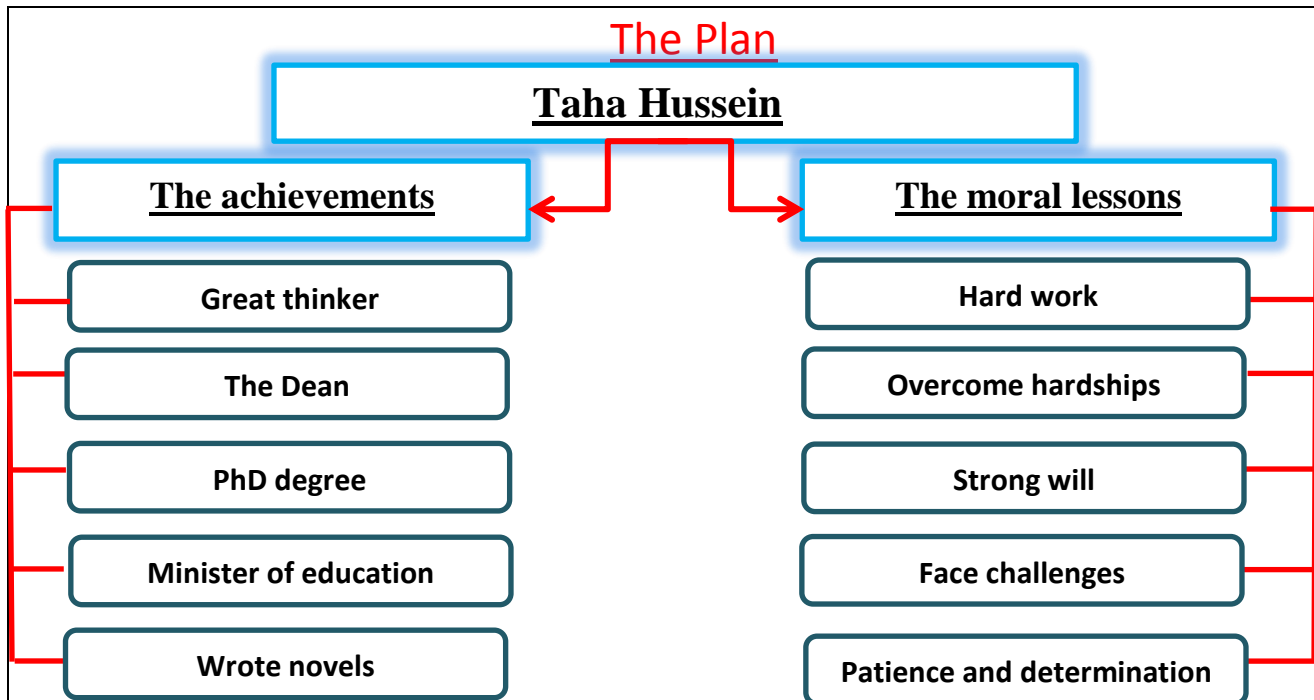 The Plan
Taha Hussein
The achievements
Great thinker
The Dean
PhD degree
Minister of education
Wrote novels
The moral lessons
Hard work
Overcome hardships
Strong will
Face challenges
Patience and determination